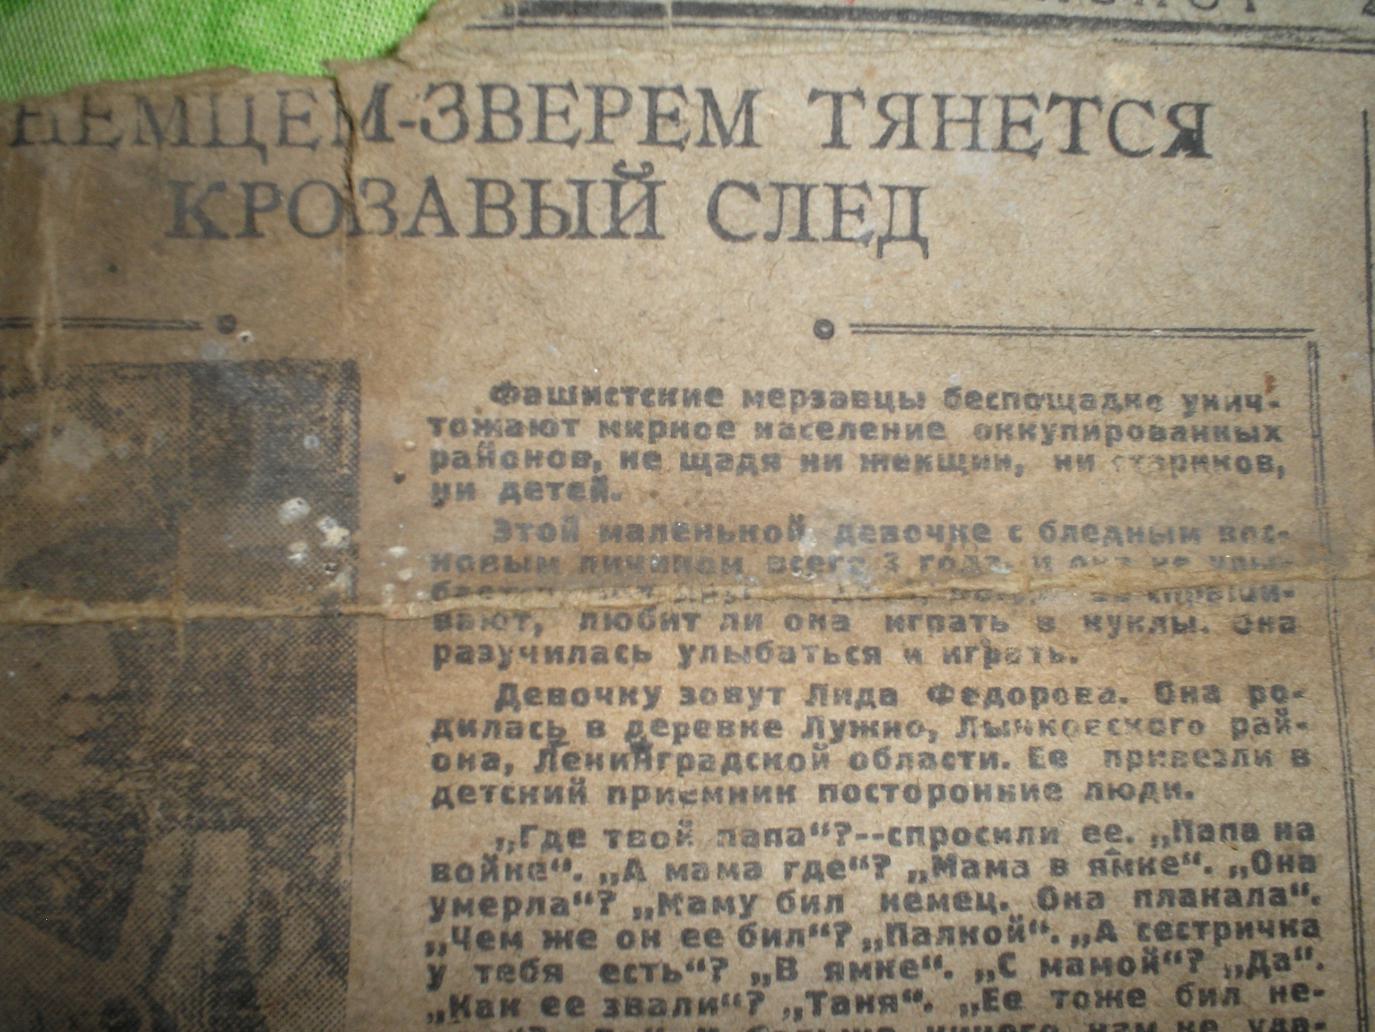 НЕМЦЕМ-ЗВЕРЕМ ТЯНЕТСЯ
КРОЗАВЫЙ СЛЕД
Фашистские мерзавцы беспощадно унич-
тожают мирное население оккупированных
районов, не щадя ни женщин, ни стариков,
ни детей.
Этой маленькой девочке с бледным вос-
ковым личиком всего 3 года, и она не улы-
вают, любит ли она играть в куклы. Она
разучилась улыбаться и играть.
Девочку зовут Лида Федорова. Она ро-
дилась в деревне Лужно, Лычковского рай-
она, Ленинградской области. Ее привезли в
детский приемник посторонние люди.
„Где твой папа“?--спросили ее. „Папа на
войне“. „А мама где“? „Мама в ямке“. „Она
умерла“? „Маму бил немец. Она плакала“.
„Чем же он ее бил“? „Палкой“. „А сестричка
у тебя есть“? „В ямке“. „С мамой“? „Да“.
„Как ее звали“? „Таня“. „Ее тоже бил не-